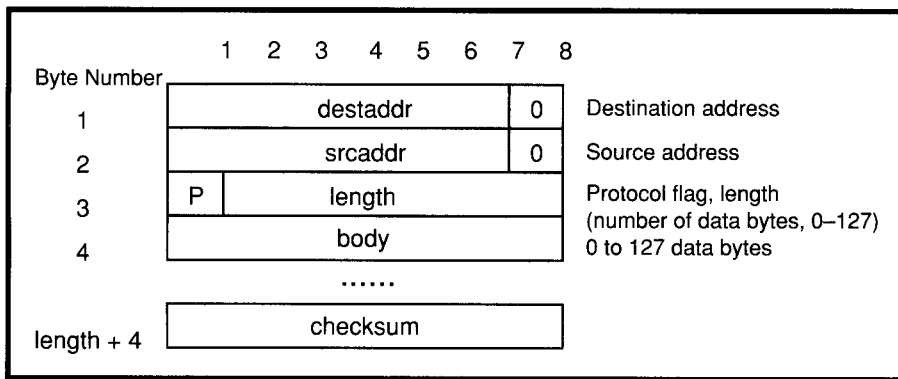 1 2 3 4 5 6 7 8
Byte Number
1 destaddr 0 Destination address
2 srcaddr 0 Source address
3 P length Protocol flag, length
(number of data bytes, 0–127)
4 body 0 to 127 data bytes
......
length + 4 checksum